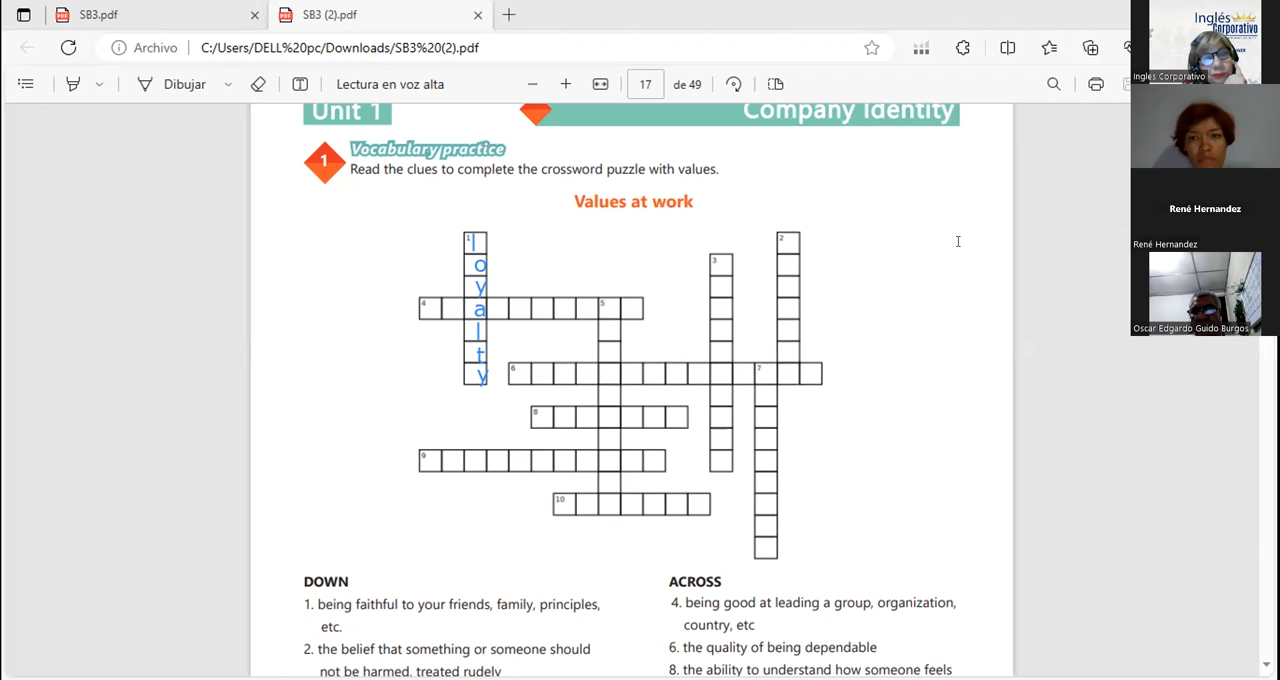 SB3.pdf
SB3 (2).pdf
Archivo
C:/Users/DELL%20pc/Downloads/SB3%20(2).pdf
Dibujar
Lectura en voz alta
17
de 49
Inglés
Corporativo
Ingles Corporativo
René Hernandez
René Hernandez
Oscar Edgardo Guido Burgos
Unit 1
Company Identity
1
Vocabulary practice
Read the clues to complete the crossword puzzle with values.
Values at work
1
l
o
y
a
l
t
y
2
3
4
5
6
7
8
9
10
DOWN
1. being faithful to your friends, family, principles,
etc.
2. the belief that something or someone should
not be harmed, treated rudely
ACROSS
4. being good at leading a group, organization,
country, etc
6. the quality of being dependable
8. the ability to understand how someone feels